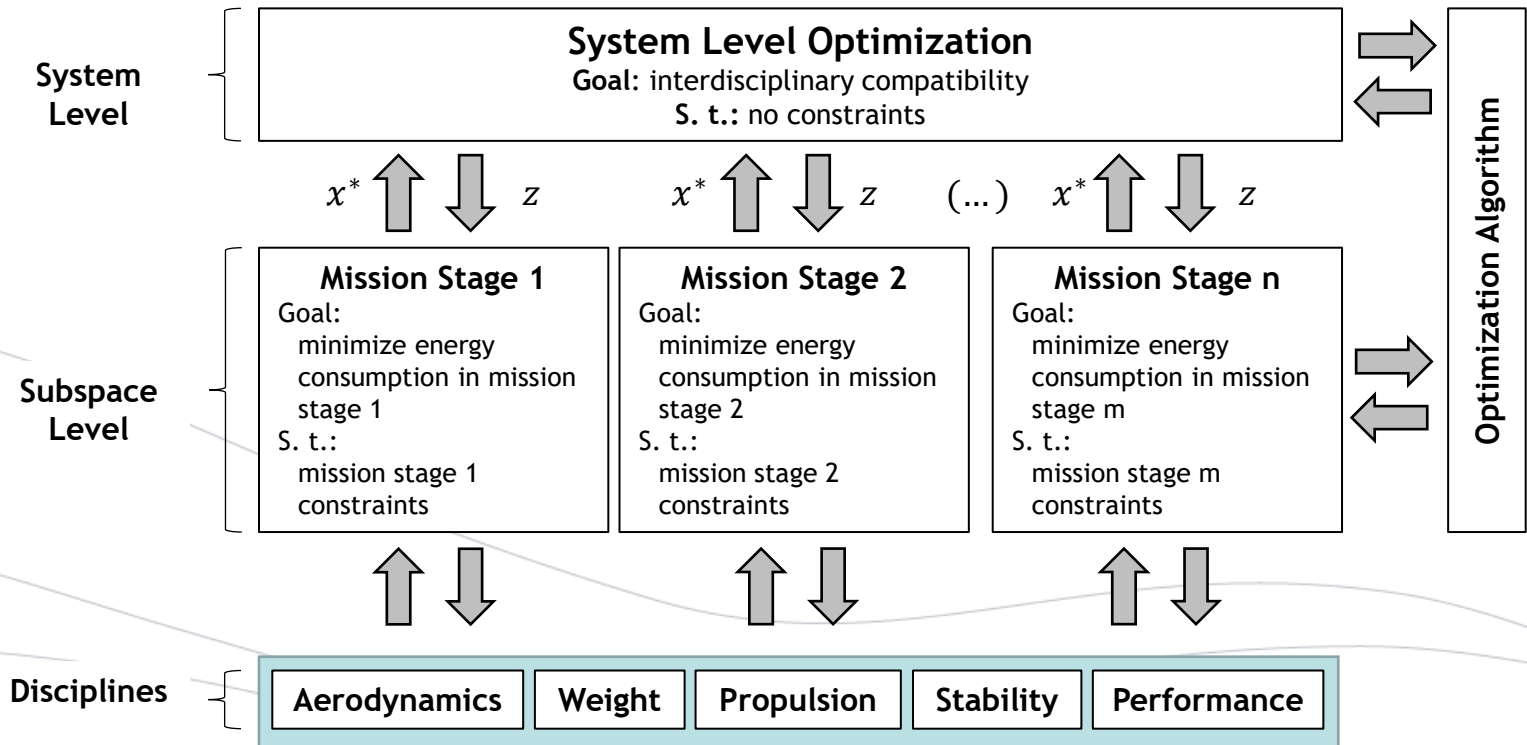 System Level Optimization
Goal: interdisciplinary compatibility
S. t.: no constraints
System
Level
x* z x* z (...) x* z
Mission Stage 1
Goal:
minimize energy
consumption in mission
stage 1
S. t.:
mission stage 1
constraints
Mission Stage 2
Goal:
minimize energy
consumption in mission
stage 2
S. t.:
mission stage 2
constraints
Mission Stage n
Goal:
minimize energy
consumption in mission
stage m
S. t.:
mission stage m
constraints
Subspace
Level
Optimization Algorithm
Disciplines
Aerodynamics Weight Propulsion Stability Performance